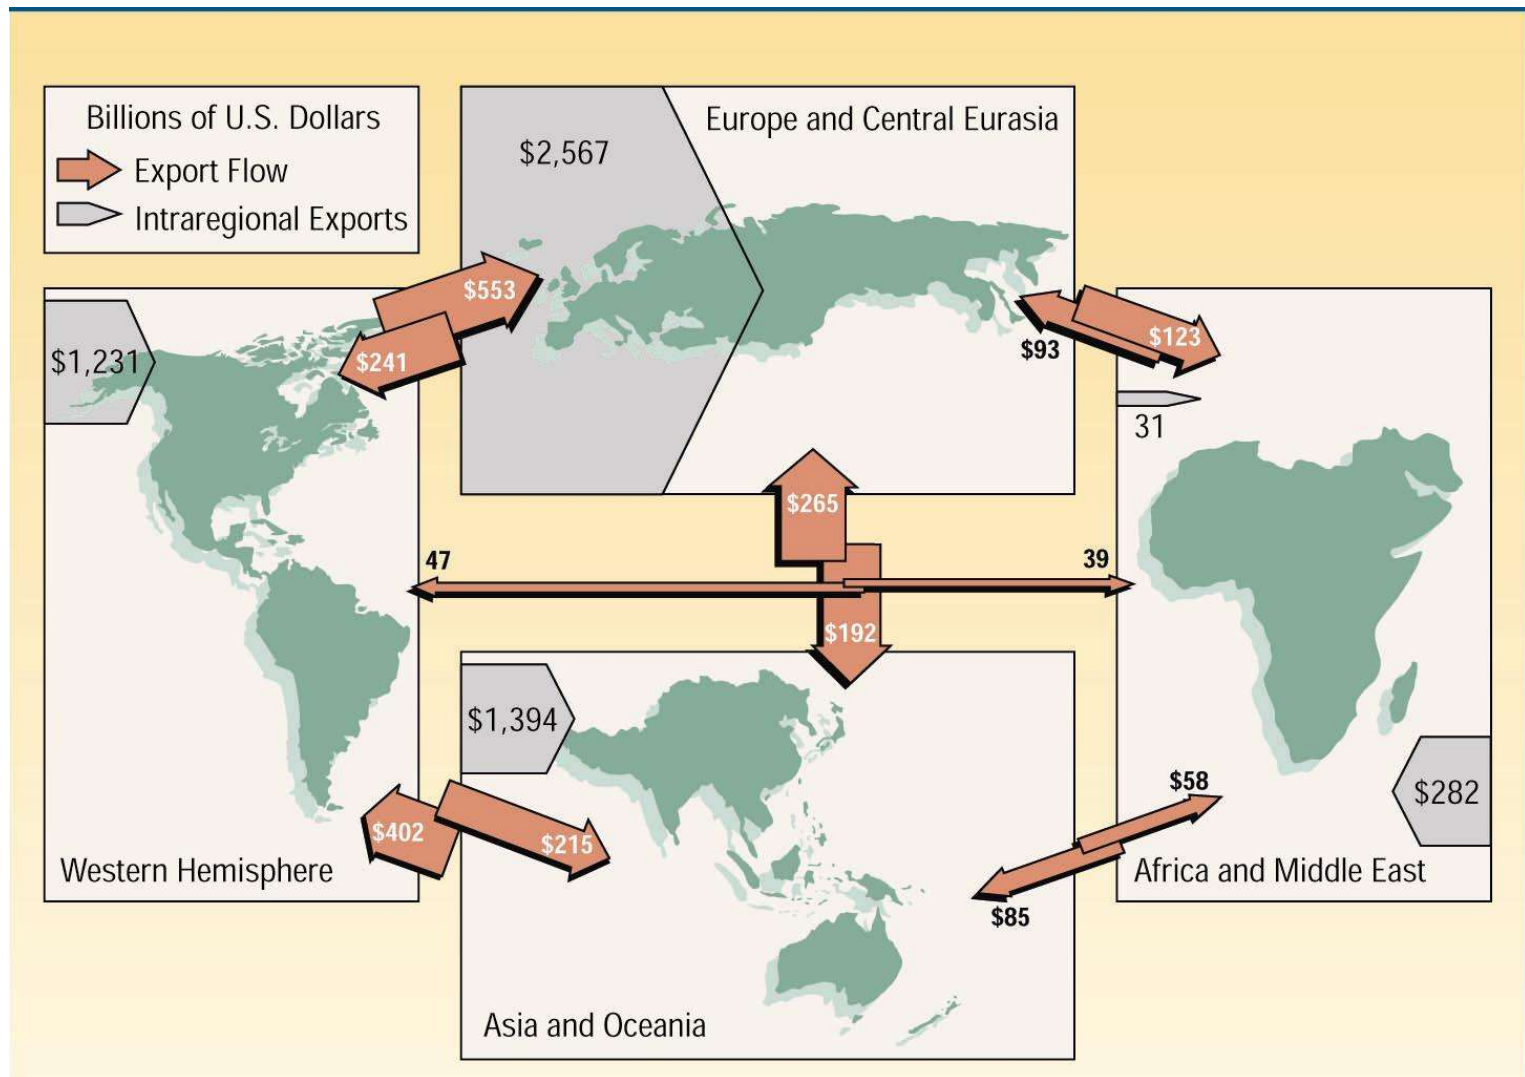 Billions of U.S. Dollars
Export Flow
Intraregional Exports
Europe and Central Eurasia
$2,567
$553
$241
$1,231
$123
$93
31
$265
47
39
$192
$1,394
$402
$215
$58
$282
$85
Western Hemisphere
Africa and Middle East
Asia and Oceania